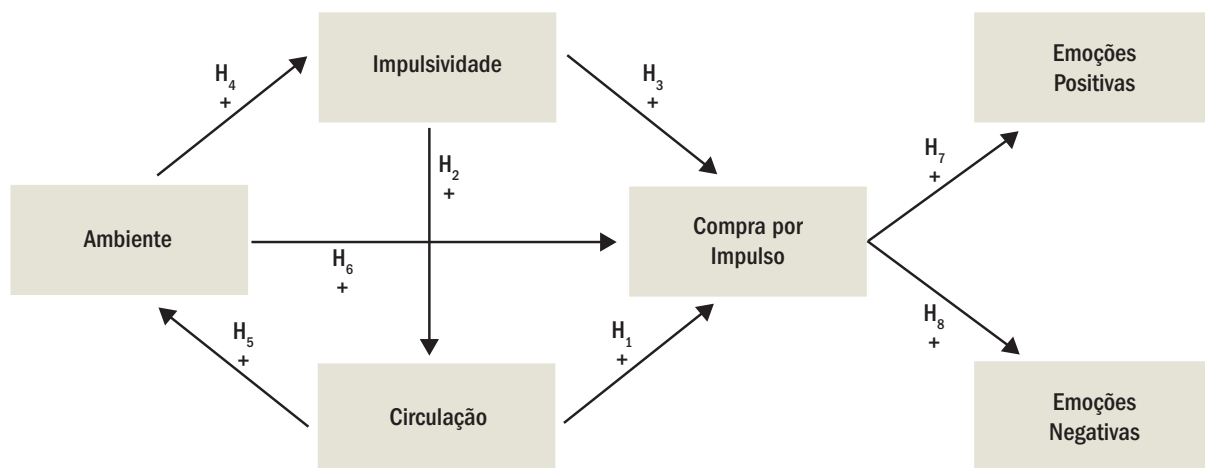 Impulsividade
Emoções
Positivas
H4
+
H3
+
H7
+
H2
+
Ambiente
Compra por
Impulso
H6
+
H5
+
H1
+
H8
+
Circulação
Emoções
Negativas